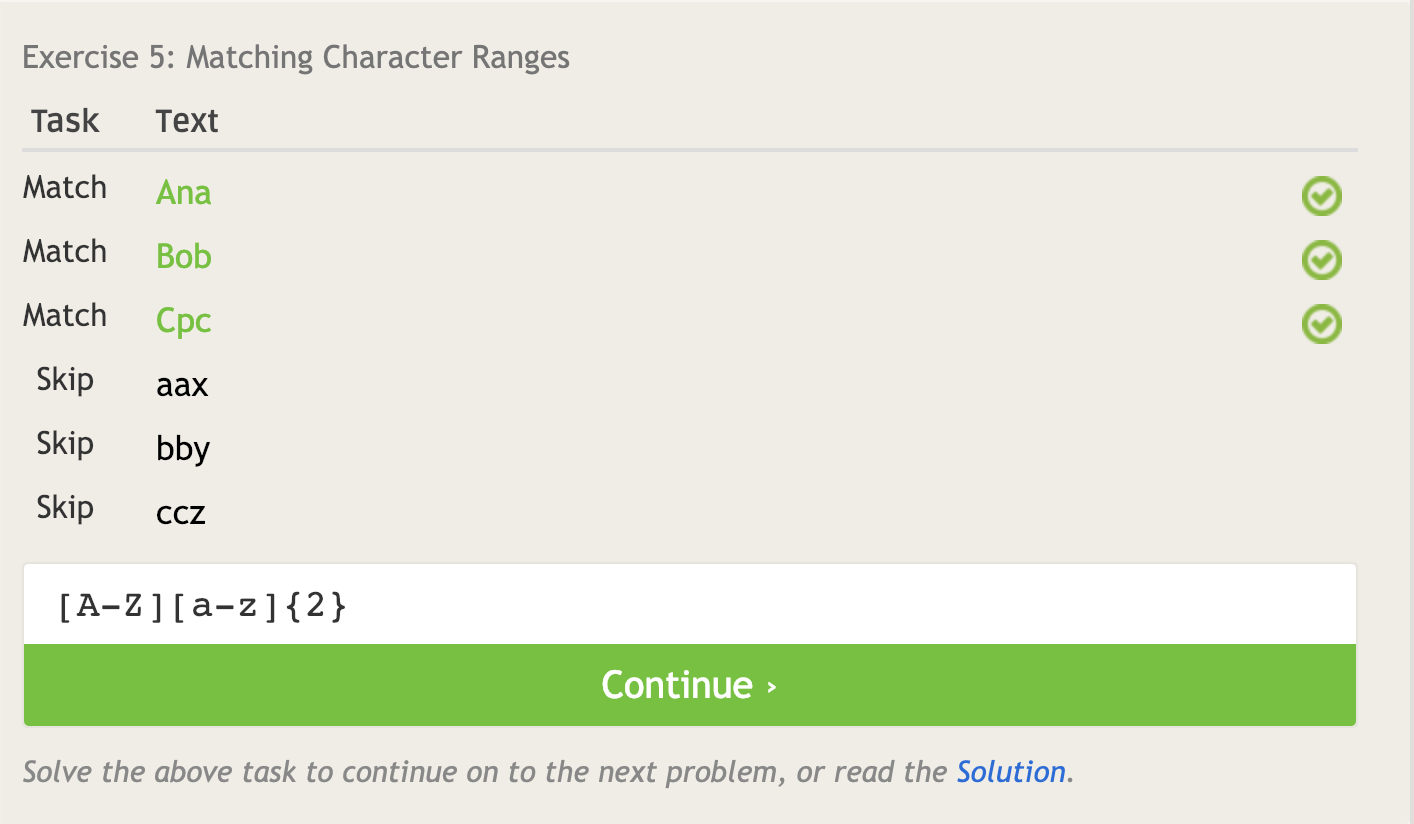 Exercise 5: Matching Character Ranges
Task Text
Match Ana
Match Bob
Match Cpc
Skip aax
Skip bby
Skip ccz
[A-Z][a-z]{2}
Continue ›
Solve the above task to continue on to the next problem, or read the Solution.